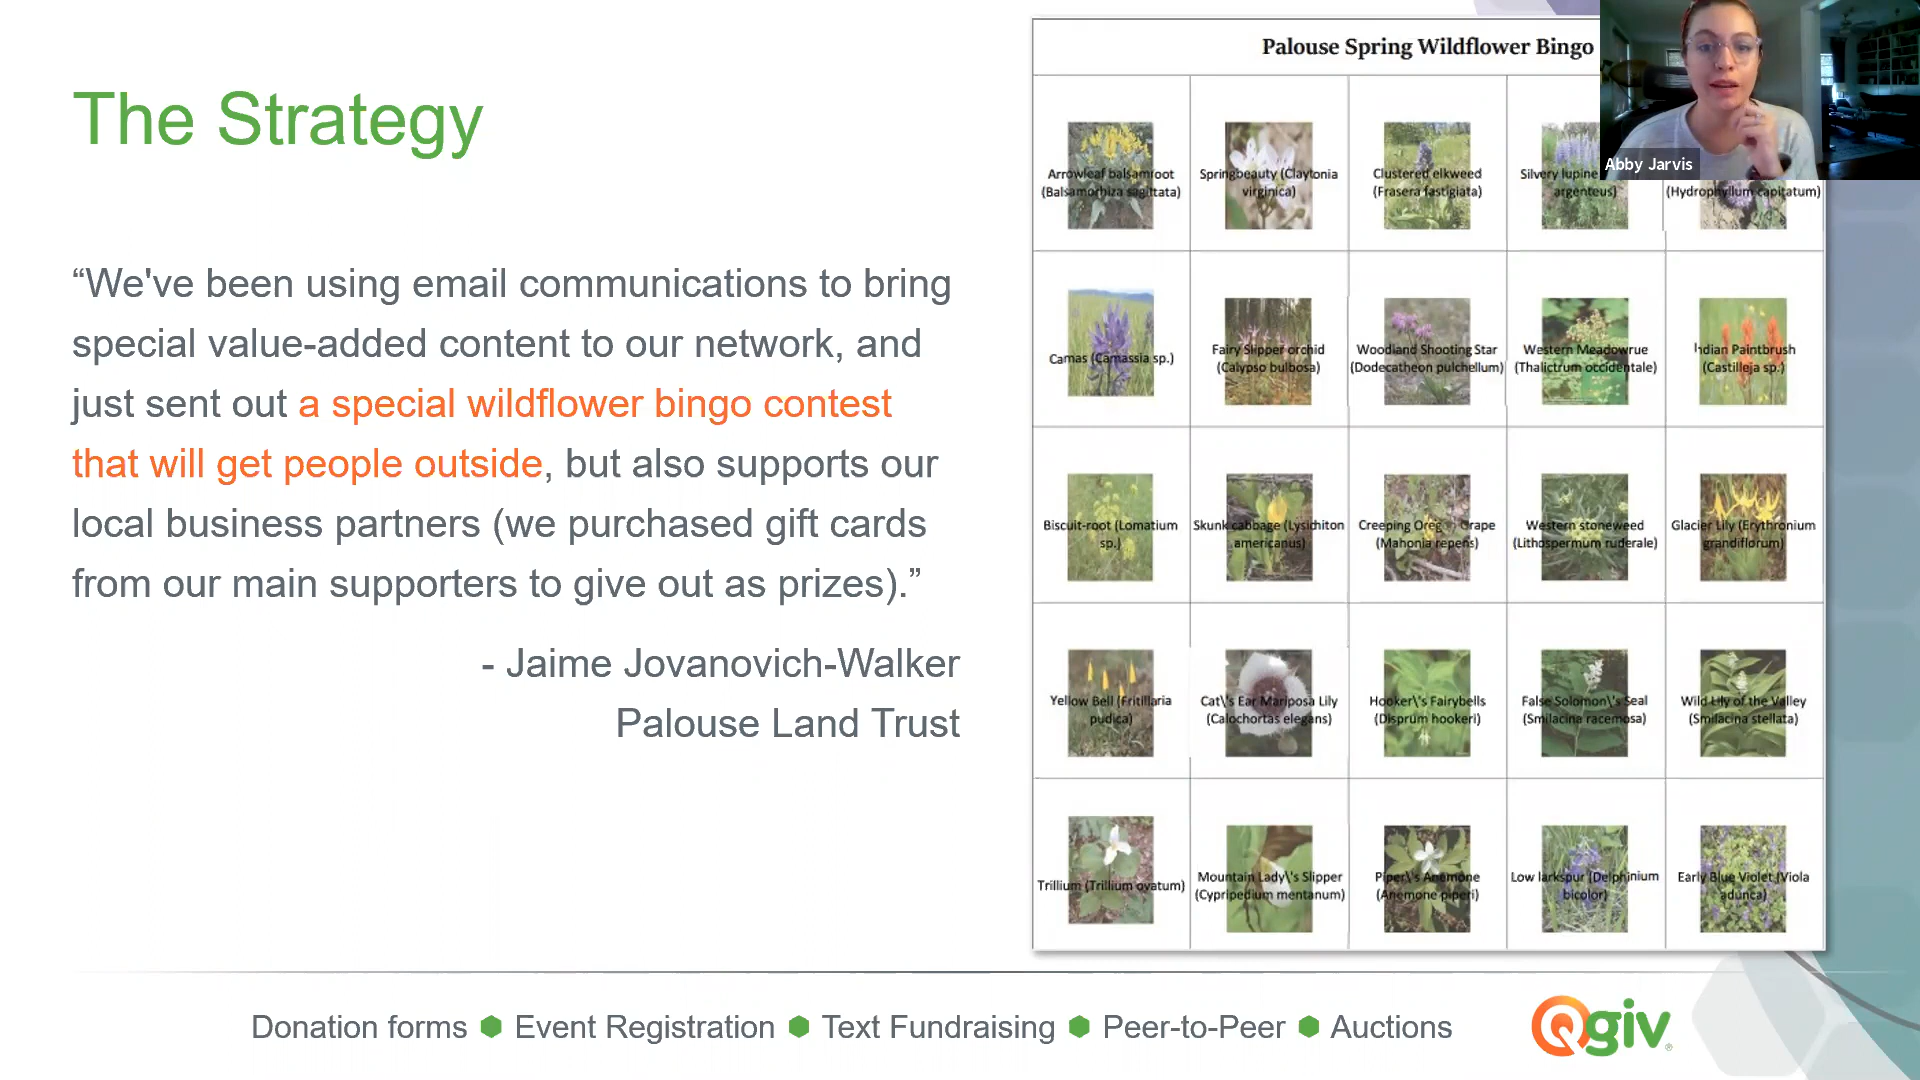 The Strategy
“We've been using email communications to bring
special value-added content to our network, and
just sent out a special wildflower bingo contest
that will get people outside, but also supports our
local business partners (we purchased gift cards
from our main supporters to give out as prizes).”
- Jaime Jovanovich-Walker
Palouse Land Trust
Palouse Spring Wildflower Bingo
Abby Jarvis
Arrowleaf balsamroot
(Balsamorhiza sagittata)
Springbeauty (Claytonia
virginica)
Clustered elkweed
(Frasera fastigiata)
Silvery lupine
argenteus)
(Hydrophyllum capitatum)
Camas (Camassia sp.)
Fairy Slipper orchid
(Calypso bulbosa)
Woodland Shooting Star
(Dodecatheon pulchellum)
Western Meadowrue
(Thalictrum occidentale)
Indian Paintbrush
(Castilleja sp.)
Biscuit-root (Lomatium
sp.)
Skunk cabbage (Lysichiton
americanus)
Creeping Oregon Grape
(Mahonia repens)
Western stoneweed
(Lithospermum ruderale)
Glacier Lily (Erythronium
grandiflorum)
Yellow Bell (Fritillaria
pudica)
Cat\'s Ear Mariposa Lily
(Calochortas elegans)
Hooker\'s Fairybells
(Disprum hookeri)
False Solomon\'s Seal
(Smilacina racemosa)
Wild Lily of the Valley
(Smilacina stellata)
Trillium (Trillium ovatum)
Mountain Lady\'s Slipper
(Cypripedium mentanum)
Piper\'s Anemone
(Anemone piperi)
Low larkspur (Delphinium
bicolor)
Early Blue Violet (Viola
adunca)
Donation forms ⬢ Event Registration ⬢ Text Fundraising ⬢ Peer-to-Peer ⬢ Auctions
Qgiv®